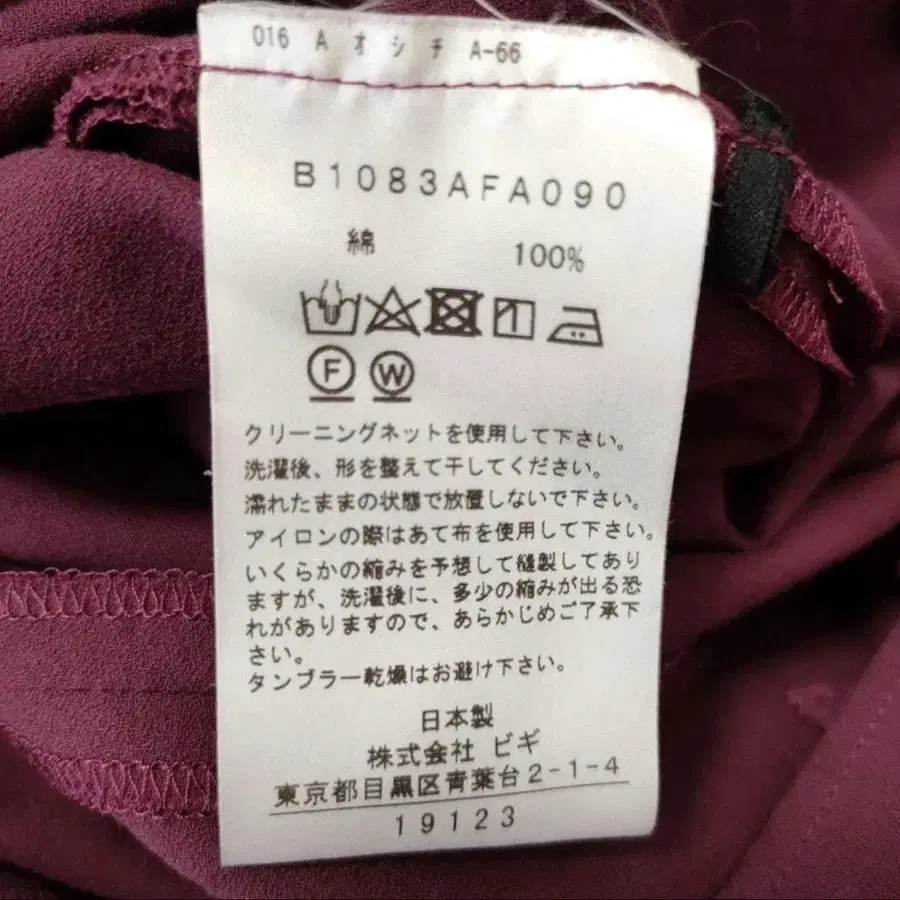 016 A オシチ A-66
B1083AFA090
綿 100%
F W
クリーニングネットを使用して下さい。
洗濯後、形を整えて干してください。
濡れたままの状態で放置しないで下さい。
アイロンの際はあて布を使用して下さい。
いくらかの縮みを予想して縫製してあり
ますが、洗濯後に、多少の縮みが出る恐
れがありますので、あらかじめご了承下
さい。
タンブラー乾燥はお避け下さい。
日本製
株式会社 ビギ
東京都目黒区青葉台2-1-4
19123